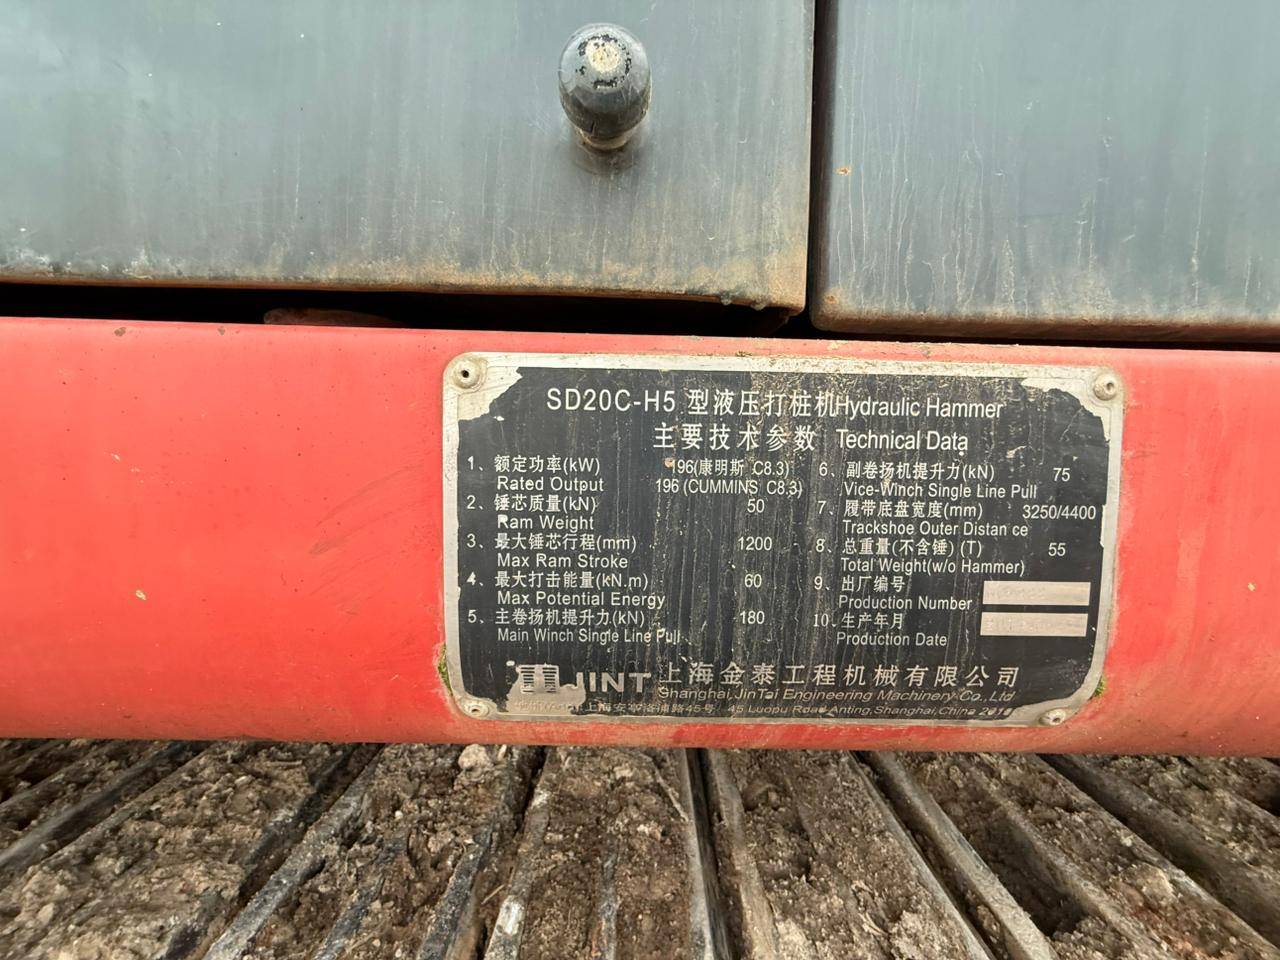 SD20C-H5 型液压打桩机Hydraulic Hammer
主要技术参数 Technical Data
1、额定功率(kW) 196(康明斯 C8.3)
Rated Output 196 (CUMMINS C8.3)
2、锤芯质量(kN) 50
Ram Weight
3、最大锤芯行程(mm) 1200
Max Ram Stroke
4、最大打击能量(kN.m) 60
Max Potential Energy
5、主卷扬机提升力(kN) 180
Main Winch Single Line Pull
6、副卷扬机提升力(kN) 75
Vice-Winch Single Line Pull
7、履带底盘宽度(mm) 3250/4400
Trackshoe Outer Distan ce
8、总重量(不含锤) (T) 55
Total Weight(w/o Hammer)
9、出厂编号
Production Number
10、生产年月
Production Date
JINT 上海金泰工程机械有限公司
Shanghai JinTai Engineering Machinery Co., Ltd
路45号 45 Luopu Road Anting,Shanghai,China